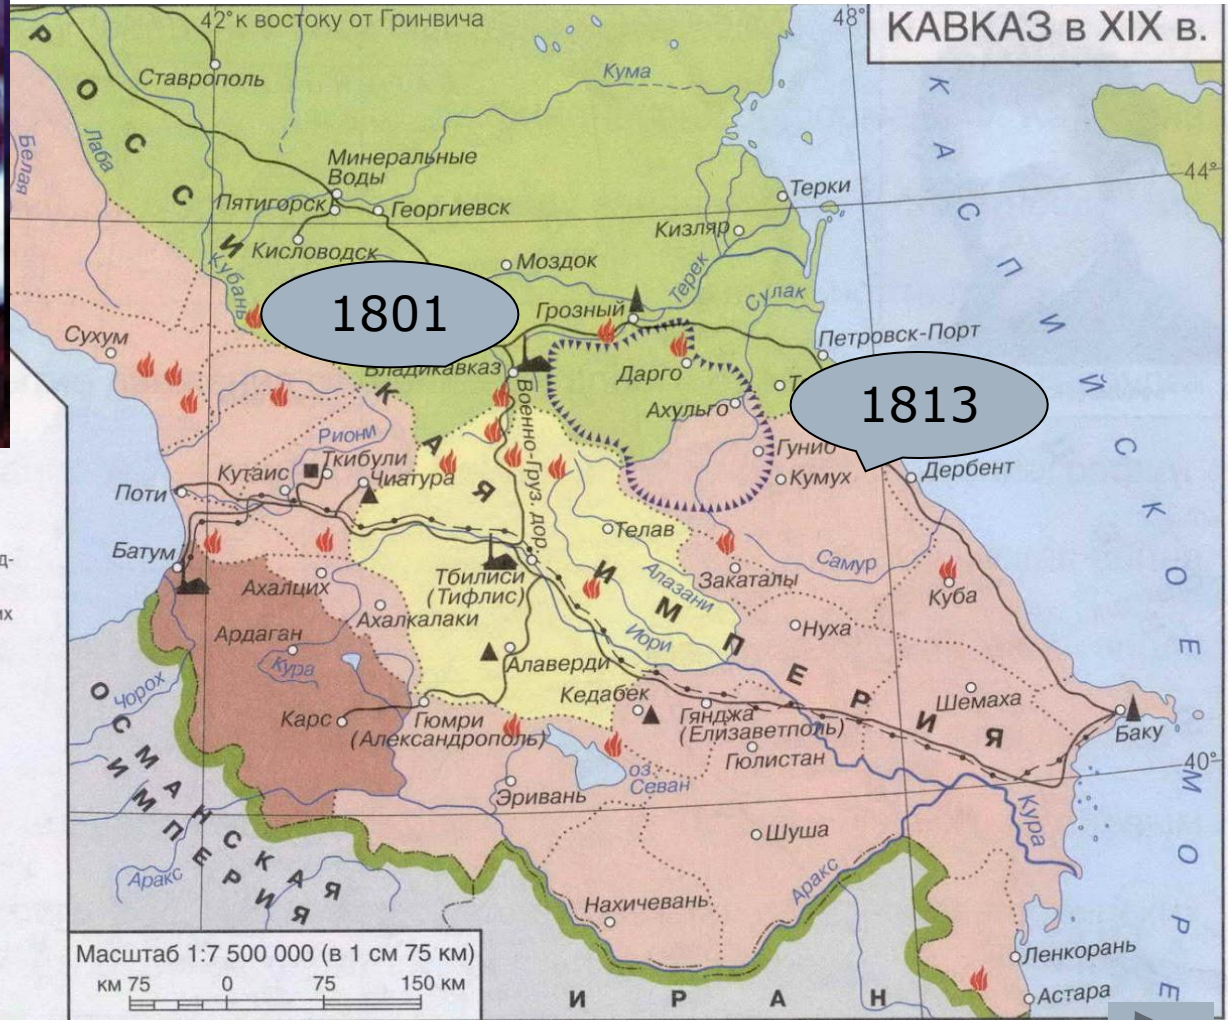 КАВКАЗ в XIX в.
42° к востоку от Гринвича
48°
44°
40°
РОССИЙСКАЯ ИМПЕРИЯ
КАСПИЙСКОЕ МОРЕ
Ставрополь
Кума
Белая
Лаба
Минеральные
Воды
Пятигорск
Георгиевск
Кисловодск
Кубань
Терки
Кизляр
Моздок
Терек
Сулак
Грозный
1801
Сухум
Владикавказ
Петровск-Порт
Дарго
Ахульго
1813
Военно-Груз. дор.
Риони
Гуниб
Кумух
Дербент
Кутаис
Ткибули
Чиатура
Поти
Телав
Батум
Самур
Закаталы
Алазани
Тбилиси
(Тифлис)
Ахалцих
Куба
Ахалкалаки
Ардаган
Нуха
Иори
Кура
Алаверди
Чорох
Кедабек
Шемаха
Карс
Гюмри
(Александрополь)
Гянджа
(Елизаветполь)
Баку
Гюлистан
оз.
Севан
Эривань
Кура
Шуша
ОСМАНСКАЯ
ИМПЕРИЯ
Аракс
Аракс
Нахичевань
Масштаб 1:7 500 000 (в 1 см 75 км)
км 75 0 75 150 км
ИРАН
Ленкорань
Астара